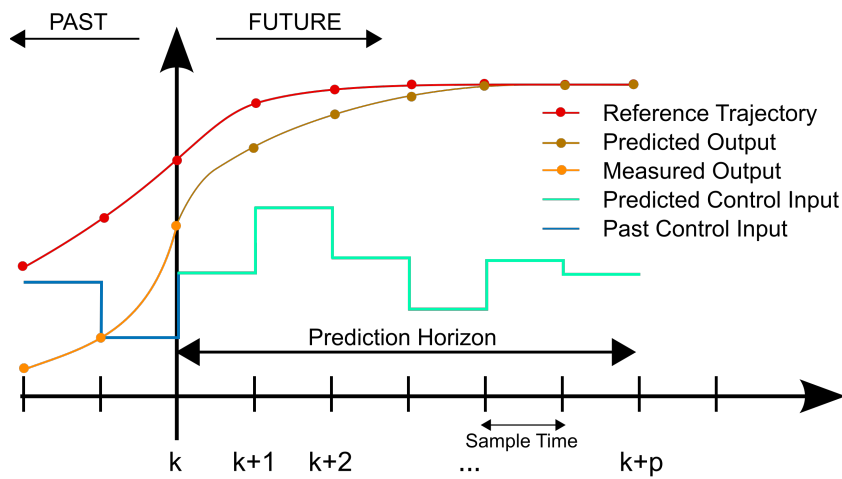 PAST
FUTURE
Reference Trajectory
Predicted Output
Measured Output
Predicted Control Input
Past Control Input
Prediction Horizon
Sample Time
k
k+1
k+2
...
k+p